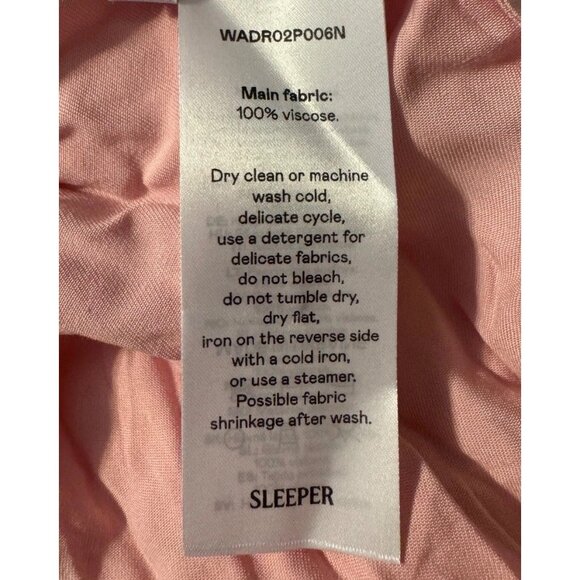 WADR02P006N
Main fabric:
100% viscose.
Dry clean or machine
wash cold,
delicate cycle,
use a detergent for
delicate fabrics,
do not bleach,
do not tumble dry,
dry flat,
iron on the reverse side
with a cold iron,
or use a steamer.
Possible fabric
shrinkage after wash.
SLEEPER